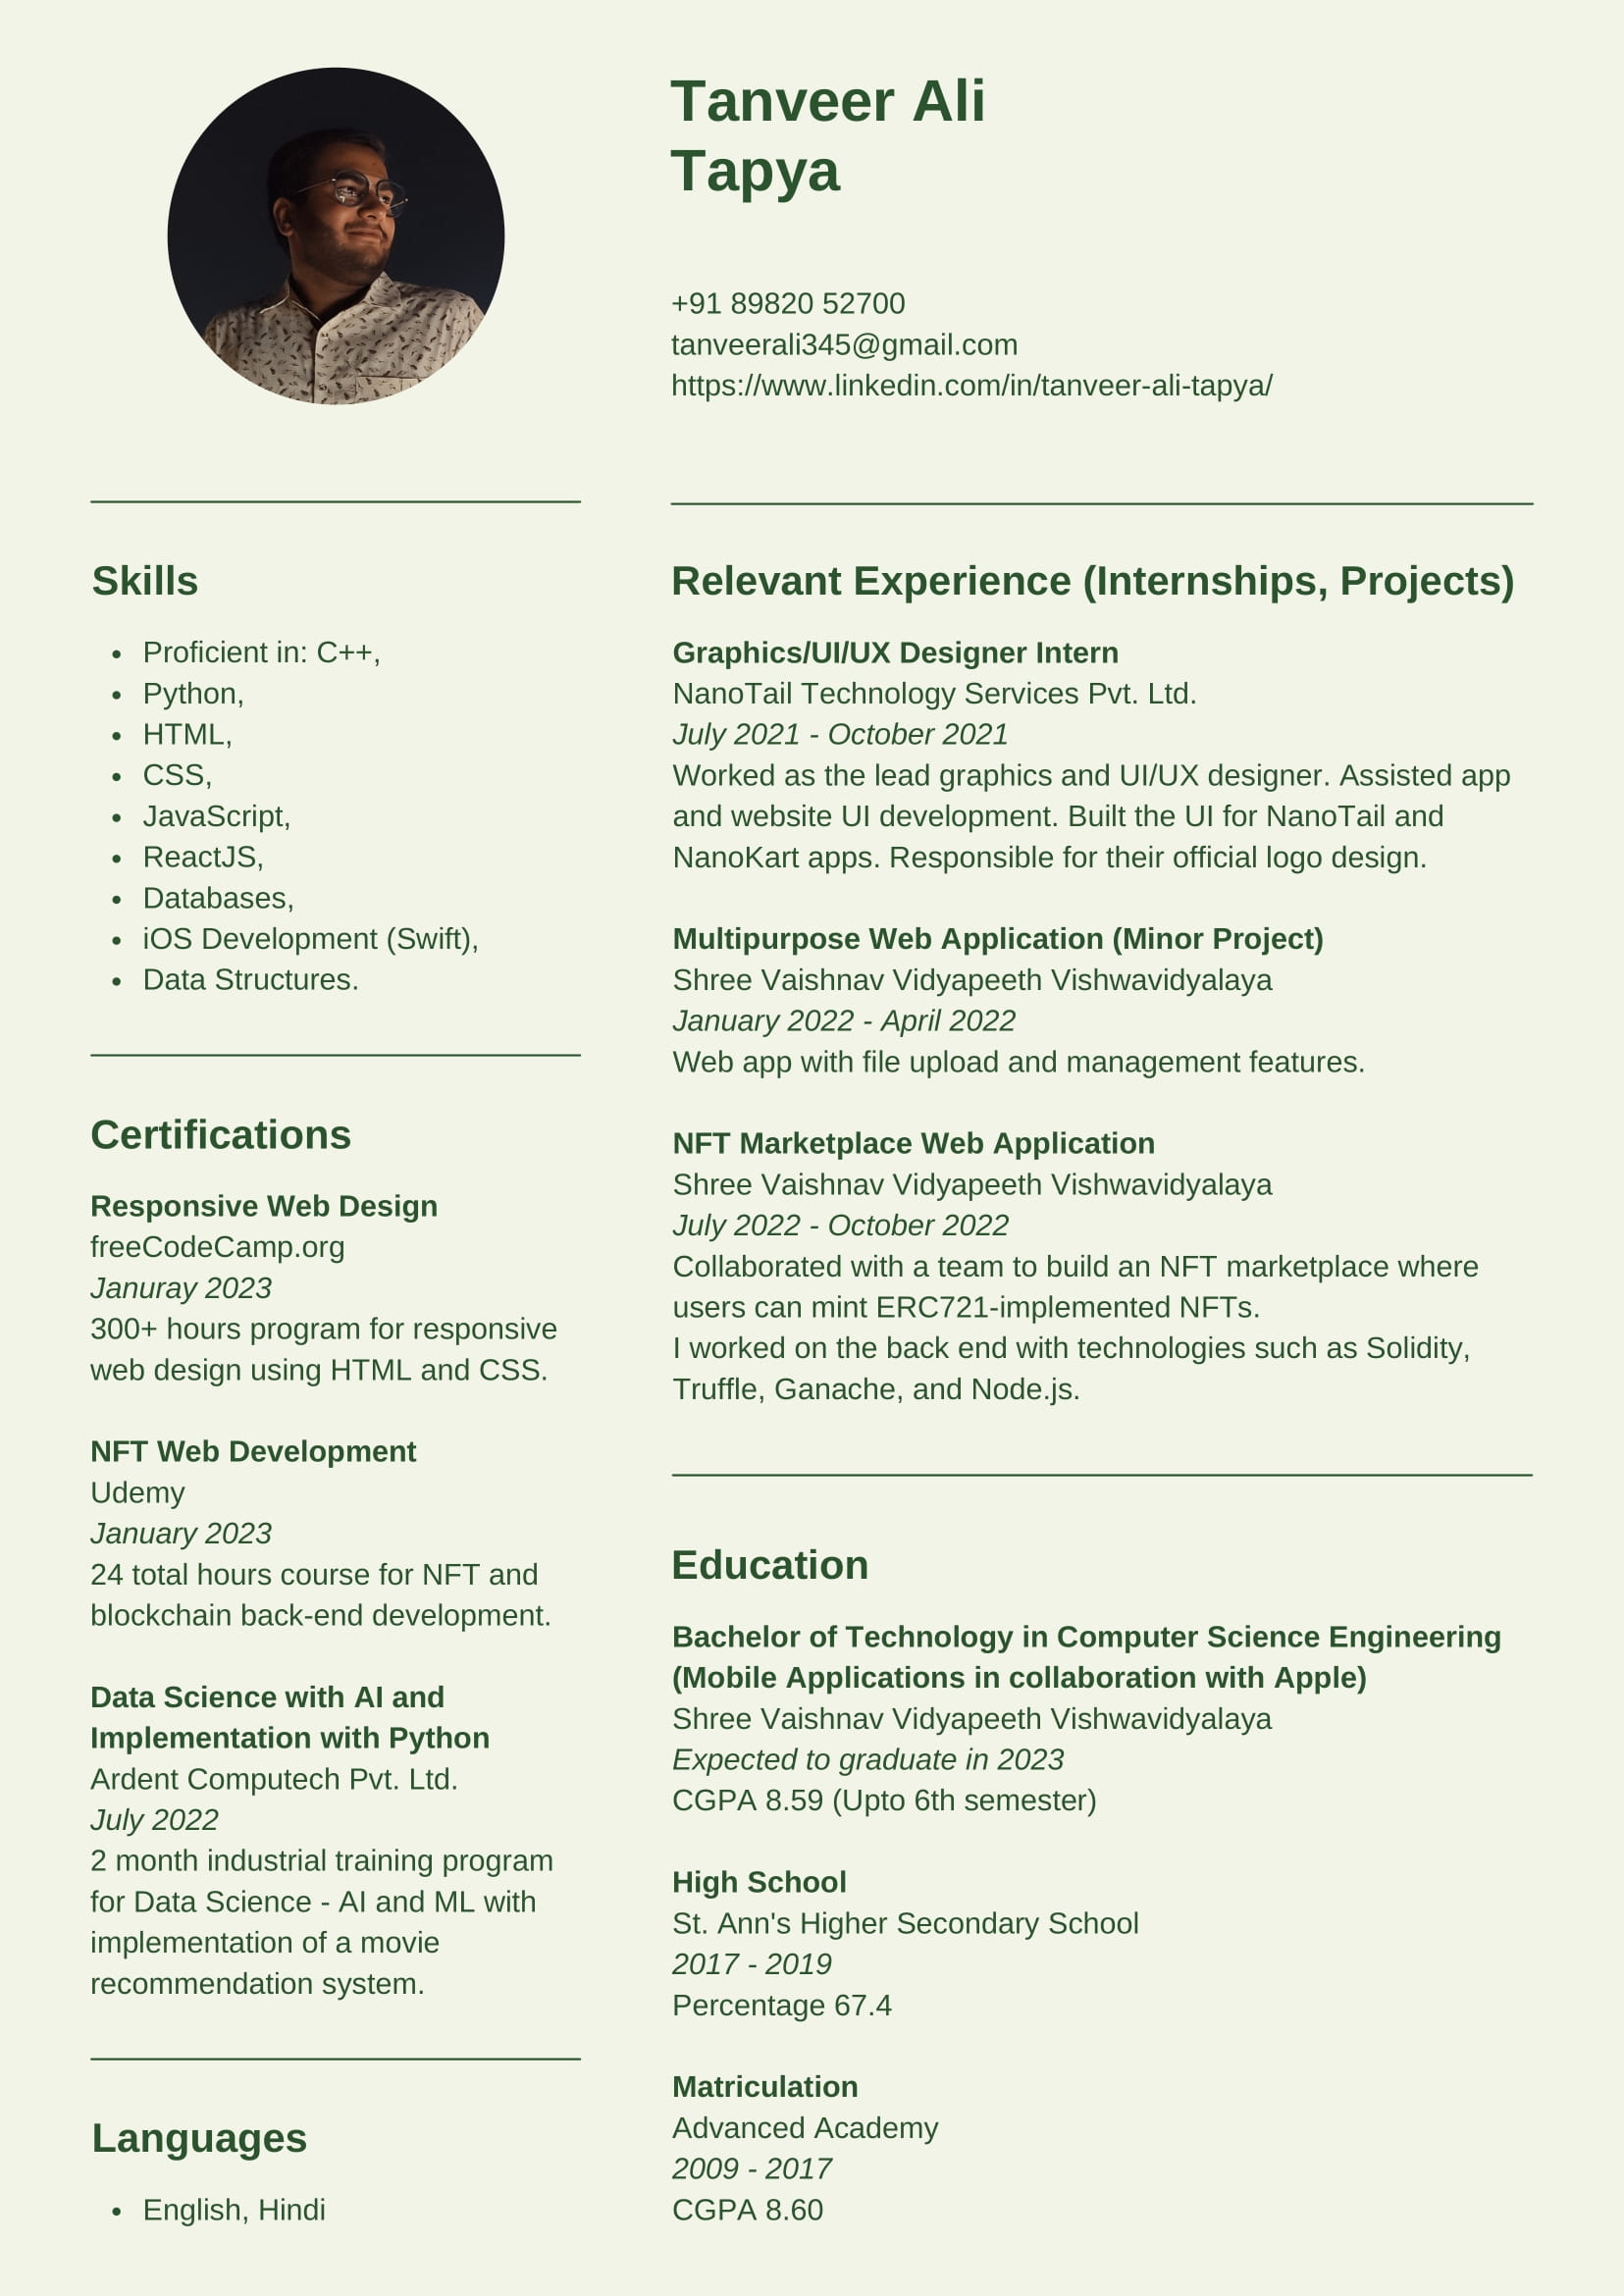 Tanveer Ali
Tapya
+91 89820 52700
tanveerali345@gmail.com
https://www.linkedin.com/in/tanveer-ali-tapya/
Skills
• Proficient in: C++,
• Python,
• HTML,
• CSS,
• JavaScript,
• ReactJS,
• Databases,
• iOS Development (Swift),
• Data Structures.
Certifications
Responsive Web Design
freeCodeCamp.org
Januray 2023
300+ hours program for responsive
web design using HTML and CSS.
NFT Web Development
Udemy
January 2023
24 total hours course for NFT and
blockchain back-end development.
Data Science with AI and
Implementation with Python
Ardent Computech Pvt. Ltd.
July 2022
2 month industrial training program
for Data Science - AI and ML with
implementation of a movie
recommendation system.
Languages
• English, Hindi
Relevant Experience (Internships, Projects)
Graphics/UI/UX Designer Intern
NanoTail Technology Services Pvt. Ltd.
July 2021 - October 2021
Worked as the lead graphics and UI/UX designer. Assisted app
and website UI development. Built the UI for NanoTail and
NanoKart apps. Responsible for their official logo design.
Multipurpose Web Application (Minor Project)
Shree Vaishnav Vidyapeeth Vishwavidyalaya
January 2022 - April 2022
Web app with file upload and management features.
NFT Marketplace Web Application
Shree Vaishnav Vidyapeeth Vishwavidyalaya
July 2022 - October 2022
Collaborated with a team to build an NFT marketplace where
users can mint ERC721-implemented NFTs.
I worked on the back end with technologies such as Solidity,
Truffle, Ganache, and Node.js.
Education
Bachelor of Technology in Computer Science Engineering
(Mobile Applications in collaboration with Apple)
Shree Vaishnav Vidyapeeth Vishwavidyalaya
Expected to graduate in 2023
CGPA 8.59 (Upto 6th semester)
High School
St. Ann's Higher Secondary School
2017 - 2019
Percentage 67.4
Matriculation
Advanced Academy
2009 - 2017
CGPA 8.60